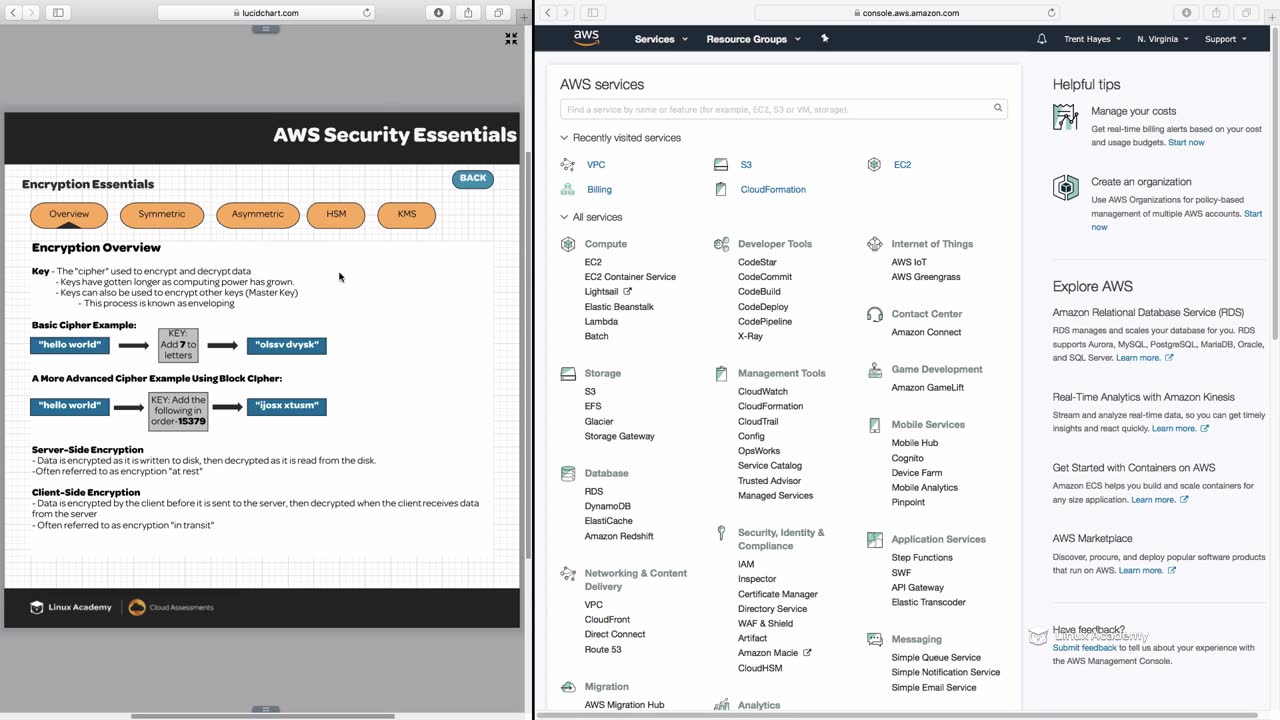 lucidchart.com
AWS Security Essentials
Encryption Essentials
BACK
Overview
Symmetric
Asymmetric
HSM
KMS
Encryption Overview
Key - The "cipher" used to encrypt and decrypt data
- Keys have gotten longer as computing power has grown.
- Keys can also be used to encrypt other keys (Master Key)
- This process is known as enveloping
Basic Cipher Example:
"hello world"
KEY:
Add 7 to
letters
"olssv dvysk"
A More Advanced Cipher Example Using Block CIpher:
"hello world"
KEY: Add the
following in
order-15379
"ijosx xtusm"
Server-Side Encryption
- Data is encrypted as it is written to disk, then decrypted as it is read from the disk.
-Often referred to as encryption "at rest"
Client-Side Encryption
- Data is encrypted by the client before it is sent to the server, then decrypted when the client receives data
from the server
- Often referred to as encryption "in transit"
Linux Academy
Cloud Assessments
console.aws.amazon.com
aws
Services
Resource Groups
Trent Hayes
N. Virginia
Support
AWS services
Find a service by name or feature (for example, EC2, S3 or VM, storage).
Recently visited services
VPC
S3
EC2
Billing
CloudFormation
All services
Compute
EC2
EC2 Container Service
Lightsail
Elastic Beanstalk
Lambda
Batch
Storage
S3
EFS
Glacier
Storage Gateway
Database
RDS
DynamoDB
ElastiCache
Amazon Redshift
Networking & Content
Delivery
VPC
CloudFront
Direct Connect
Route 53
Migration
AWS Migration Hub
Developer Tools
CodeStar
CodeCommit
CodeBuild
CodeDeploy
CodePipeline
X-Ray
Management Tools
CloudWatch
CloudFormation
CloudTrail
Config
OpsWorks
Service Catalog
Trusted Advisor
Managed Services
Security, Identity &
Compliance
IAM
Inspector
Certificate Manager
Directory Service
WAF & Shield
Artifact
Amazon Macie
CloudHSM
Analytics
Internet of Things
AWS IoT
AWS Greengrass
Contact Center
Amazon Connect
Game Development
Amazon GameLift
Mobile Services
Mobile Hub
Cognito
Device Farm
Mobile Analytics
Pinpoint
Application Services
Step Functions
SWF
API Gateway
Elastic Transcoder
Messaging
Simple Queue Service
Simple Notification Service
Simple Email Service
Helpful tips
Manage your costs
Get real-time billing alerts based on your cost
and usage budgets. Start now
Create an organization
Use AWS Organizations for policy-based
management of multiple AWS accounts. Start
now
Explore AWS
Amazon Relational Database Service (RDS)
RDS manages and scales your database for you. RDS
supports Aurora, MySQL, PostgreSQL, MariaDB, Oracle,
and SQL Server. Learn more.
Real-Time Analytics with Amazon Kinesis
Stream and analyze real-time data, so you can get timely
insights and react quickly. Learn more.
Get Started with Containers on AWS
Amazon ECS helps you build and scale containers for
any size application. Learn more.
AWS Marketplace
Discover, procure, and deploy popular software products
that run on AWS. Learn more.
Have feedback?
Linux Academy
Submit feedback to tell us about your experience with
the AWS Management Console.